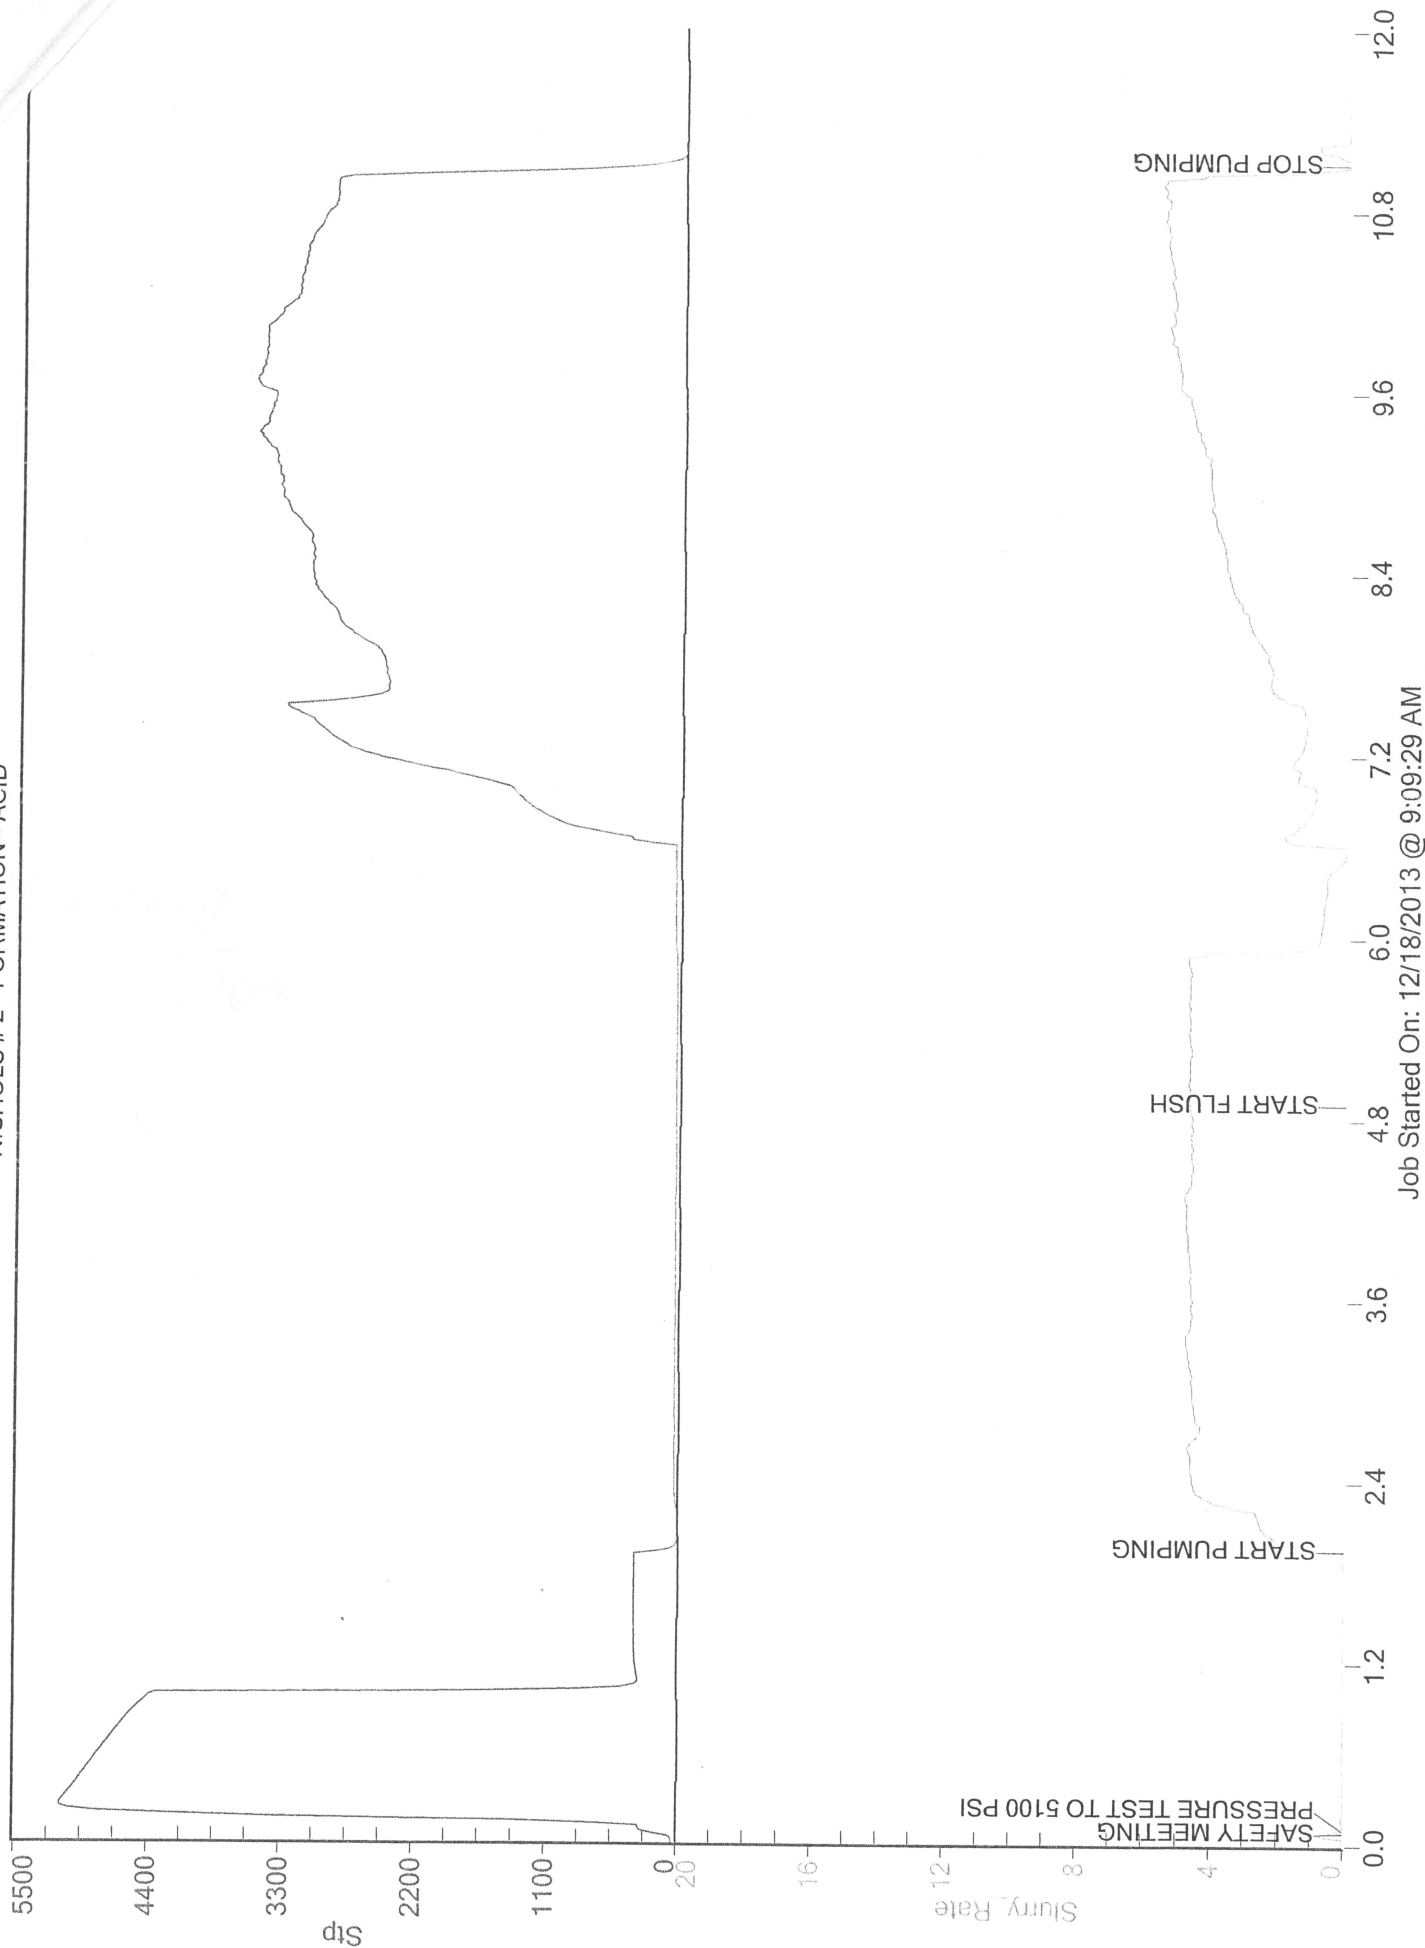 5500
4400
3300
2200
1100
0
Stp
20
16
12
8
4
0
Slurry_Rate
SAFETY MEETING
PRESSURE TEST TO 5100 PSI
START PUMPING
START FLUSH
STOP PUMPING
0.0
1.2
2.4
3.6
4.8
6.0
7.2
8.4
9.6
10.8
12.0
Job Started On: 12/18/2013 @ 9:09:29 AM